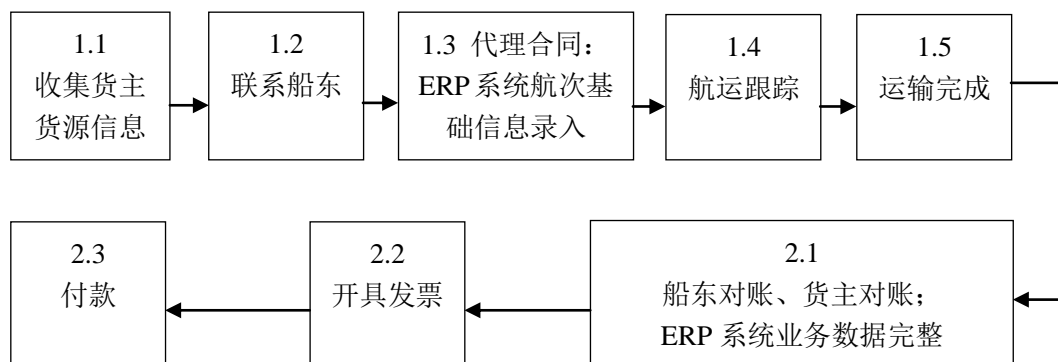 1.1
收集货主
货源信息
1.2
联系船东
1.3 代理合同：
ERP 系统航次基
础信息录入
1.4
航运跟踪
1.5
运输完成
2.3
付款
2.2
开具发票
2.1
船东对账、货主对账；
ERP 系统业务数据完整